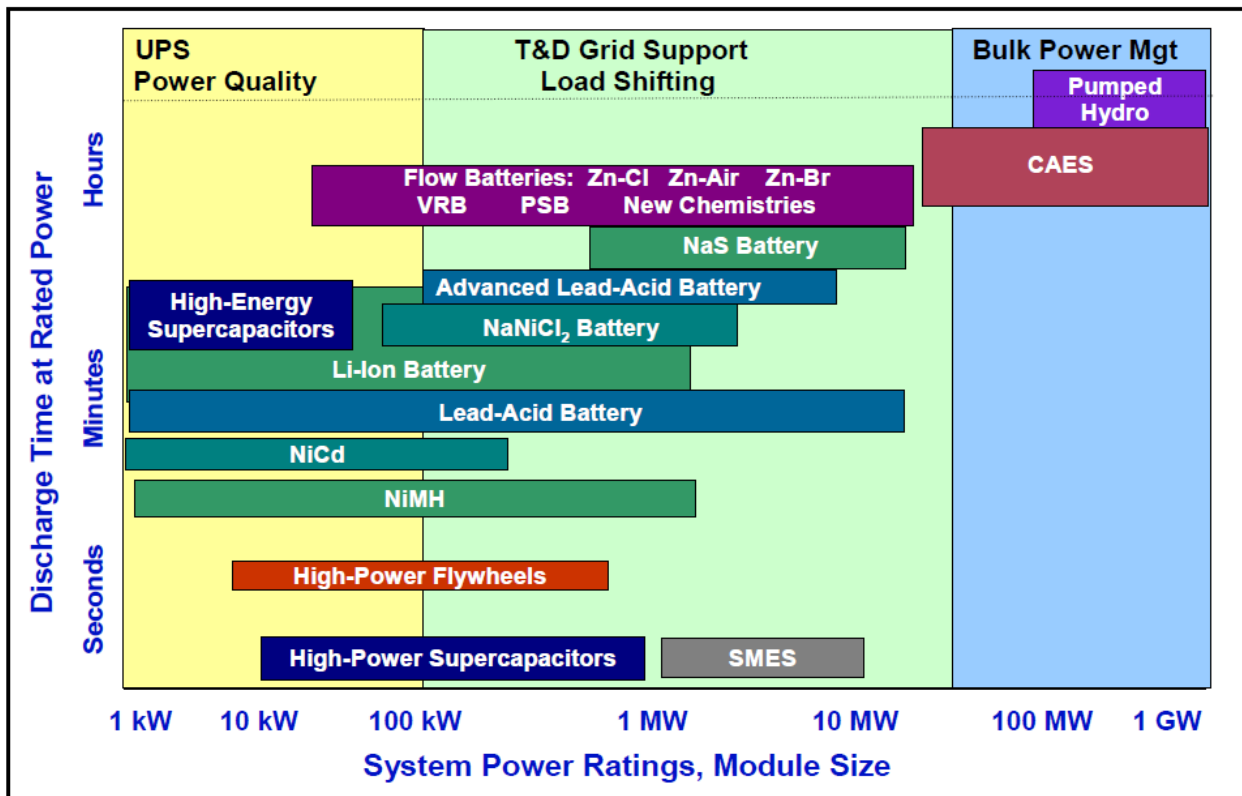 UPS
Power Quality
T&D Grid Support
Load Shifting
Bulk Power Mgt
Pumped
Hydro
CAES
Flow Batteries: Zn-Cl Zn-Air Zn-Br
VRB PSB New Chemistries
NaS Battery
Advanced Lead-Acid Battery
High-Energy
Supercapacitors
NaNiCl₂ Battery
Li-Ion Battery
Lead-Acid Battery
NiCd
NiMH
High-Power Flywheels
High-Power Supercapacitors
SMES
Discharge Time at Rated Power
Hours
Minutes
Seconds
1 kW 10 kW 100 kW 1 MW 10 MW 100 MW 1 GW
System Power Ratings, Module Size